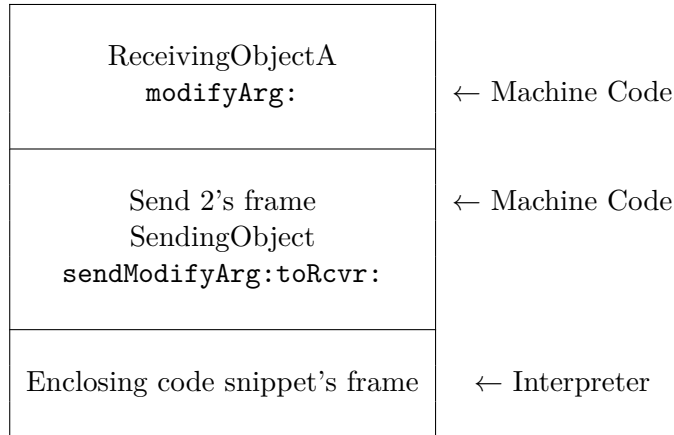 ReceivingObjectA
modifyArg:
← Machine Code
Send 2's frame
← Machine Code
SendingObject
sendModifyArg:toRcvr:
Enclosing code snippet's frame
← Interpreter